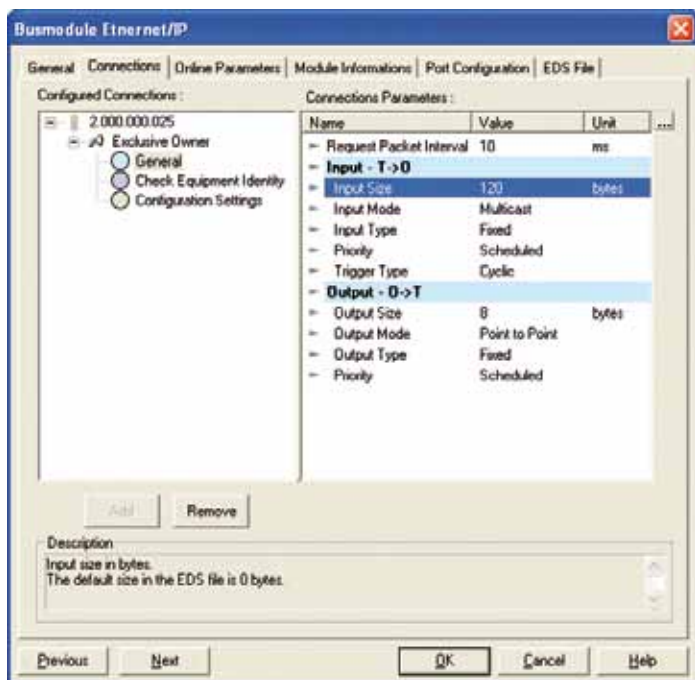 Busmodule Etnernet/IP
General Connections Online Parameters Module Informations Port Configuration EDS File
Configured Connections :
2.000.000.025
Exclusive Owner
General
Check Equipment Identity
Configuration Settings
Connections Parameters :
Name Value Unit ...
Request Packet Interval 10 ms
Input - T->O
Input Size 120 bytes
Input Mode Multicast
Input Type Fixed
Priority Scheduled
Trigger Type Cyclic
Output - O->T
Output Size 8 bytes
Output Mode Point to Point
Output Type Fixed
Priority Scheduled
Add Remove
Description
Input size in bytes.
The default size in the EDS file is 0 bytes.
Previous Next OK Cancel Help